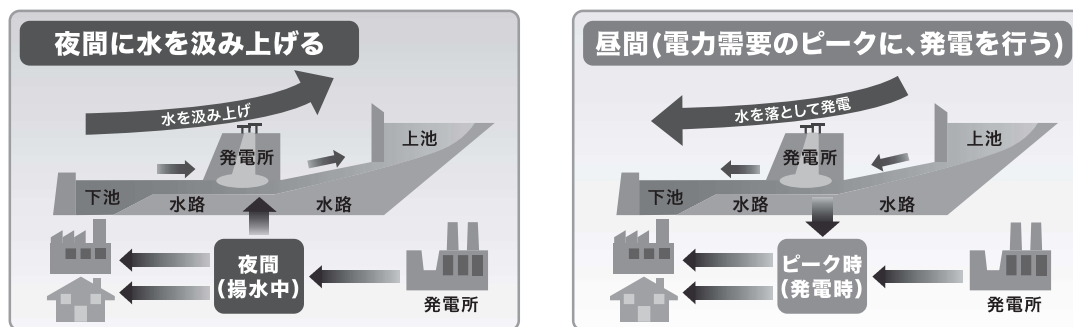 夜間に水を汲み上げる
水を汲み上げ
発電所
上池
下池
水路
水路
夜間
(揚水中)
発電所
昼間(電力需要のピークに、発電を行う)
水を落として発電
発電所
上池
下池
水路
水路
ピーク時
(発電時)
発電所